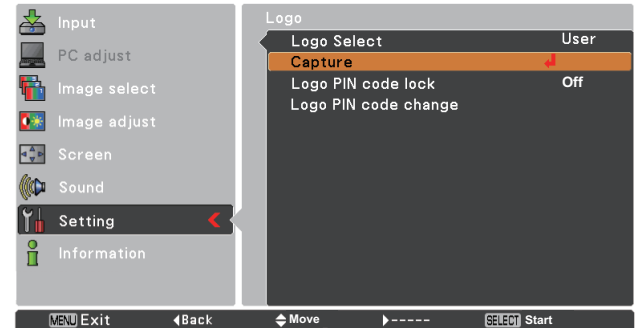 Input
PC adjust
Image select
Image adjust
Screen
Sound
Setting
Information
Logo
Logo Select User
Capture
Logo PIN code lock Off
Logo PIN code change
MENU Exit Back Move ----- SELECT Start